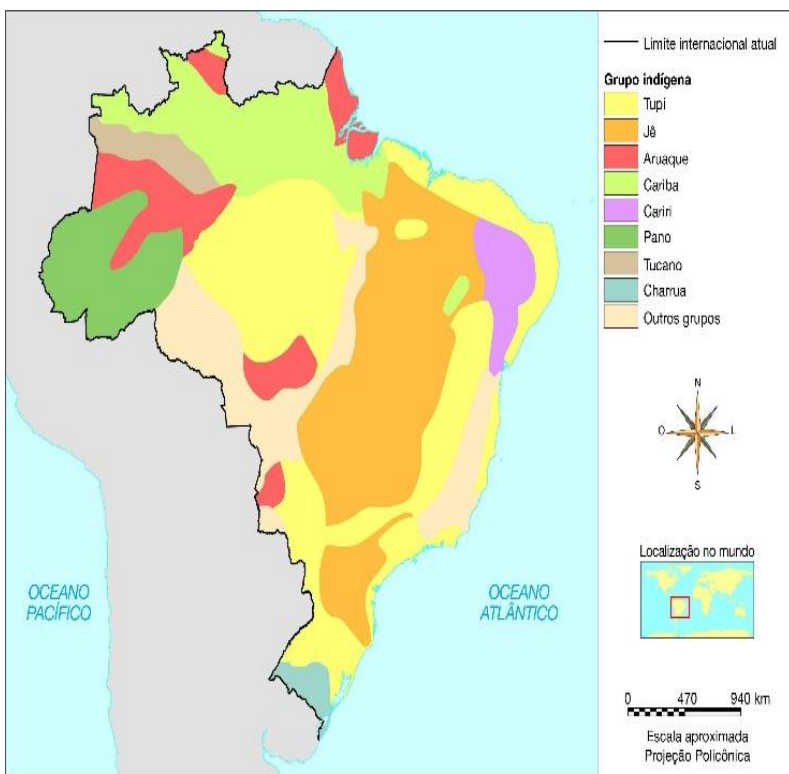 Limite internacional atual
Grupo indígena
Tupi
Jê
Aruaque
Cariba
Cariri
Pano
Tucano
Charrua
Outros grupos
N
O
L
S
Localização no mundo
OCEANO
PACÍFICO
OCEANO
ATLÂNTICO
0 470 940 km
Escala aproximada
Projeção Policônica